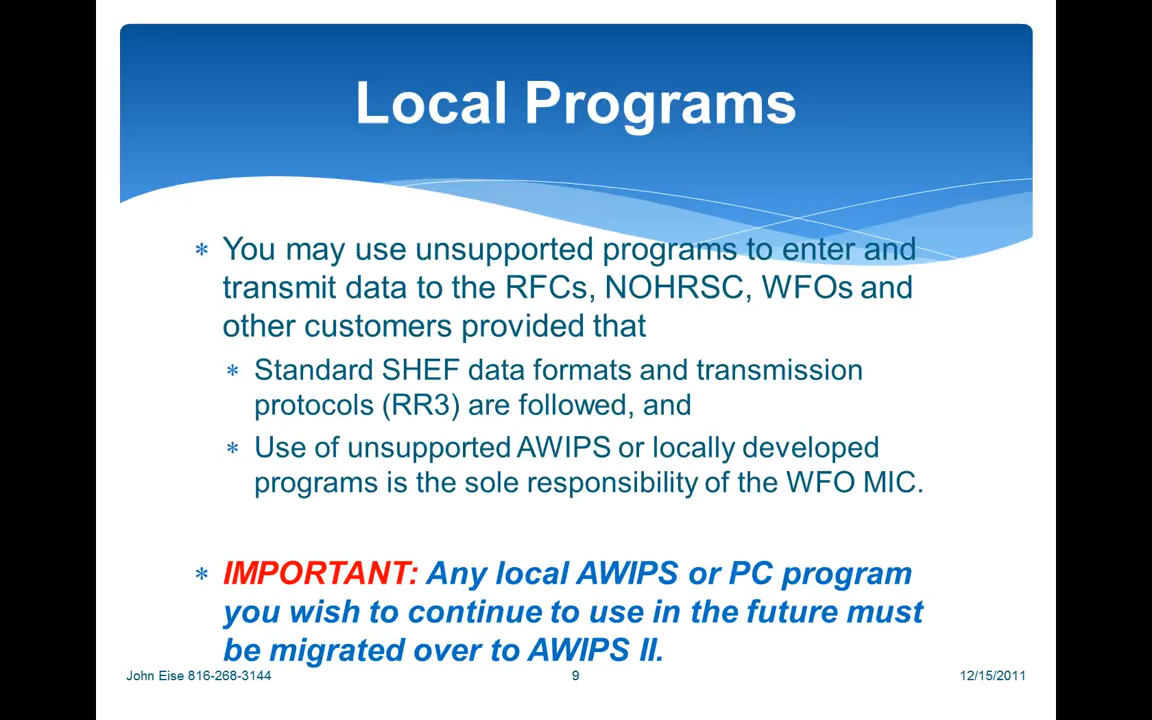 Local Programs
* You may use unsupported programs to enter and
transmit data to the RFCs, NOHRSC, WFOs and
other customers provided that
* Standard SHEF data formats and transmission
protocols (RR3) are followed, and
* Use of unsupported AWIPS or locally developed
programs is the sole responsibility of the WFO MIC.
* IMPORTANT: Any local AWIPS or PC program
you wish to continue to use in the future must
be migrated over to AWIPS II.
John Eise 816-268-3144
9
12/15/2011